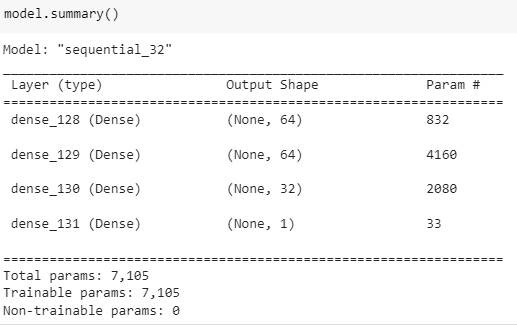 model.summary()
Model: "sequential_32"
_________________________________________________________________
Layer (type) Output Shape Param #
=================================================================
dense_128 (Dense) (None, 64) 832
dense_129 (Dense) (None, 64) 4160
dense_130 (Dense) (None, 32) 2080
dense_131 (Dense) (None, 1) 33
=================================================================
Total params: 7,105
Trainable params: 7,105
Non-trainable params: 0